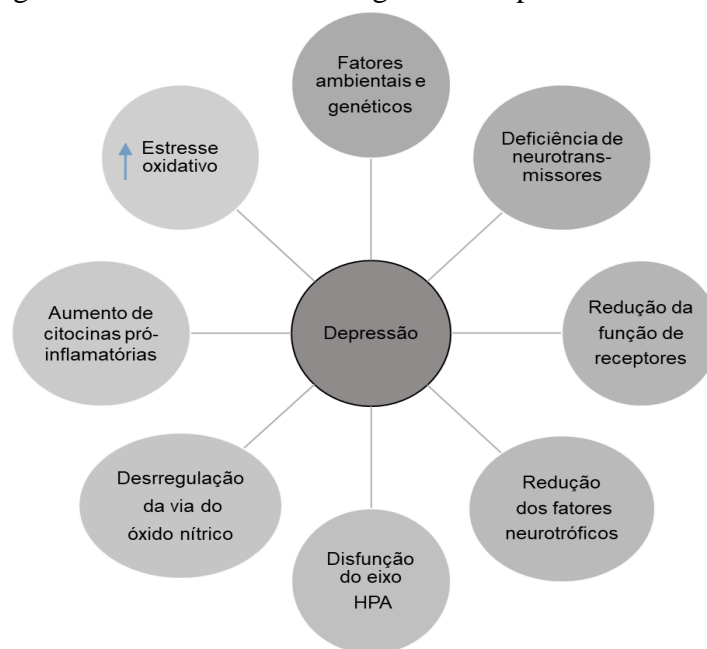 Fatores
ambientais e
genéticos
Deficiência de
neurotrans-
missores
Redução da
função de
receptores
Redução
dos fatores
neurotróficos
Disfunção
do eixo
HPA
Desrregulação
da via do
óxido nítrico
Aumento de
citocinas pró-
inflamatórias
Estresse
oxidativo
Depressão